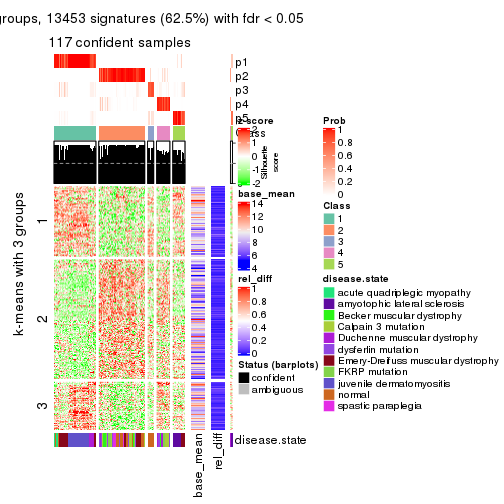 groups, 13453 signatures (62.5%) with fdr < 0.05
117 confident samples
p1
p2
p3
p4
p5
Class
1
2
3
k-means with 3 groups
base_mean
rel_diff
disease.state
z-score
2
1
0
-1
-2
Silhouette
score
base_mean
14
12
10
8
6
4
rel_diff
1
0.8
0.6
0.4
0.2
0
Status (barplots)
confident
ambiguous
Prob
1
0.8
0.6
0.4
0.2
0
Class
1
2
3
4
5
disease.state
acute quadriplegic myopathy
amyotophic lateral sclerosis
Becker muscular dystrophy
Calpain 3 mutation
Duchenne muscular dystrophy
dysferlin mutation
Emery-Dreifuss muscular dystrophy
FKRP mutation
juvenile dermatomyositis
normal
spastic paraplegia